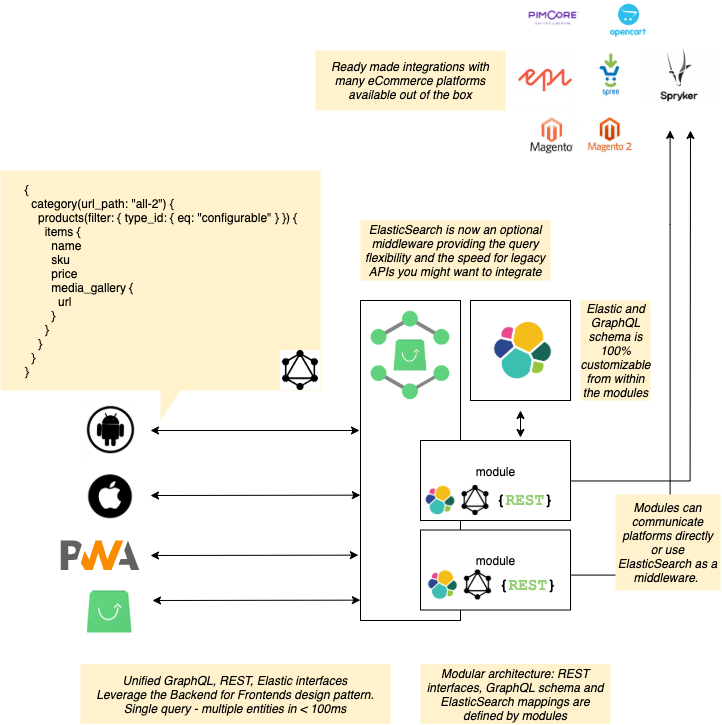 PIMCORE
opencart
Ready made integrations with
many eCommerce platforms
available out of the box
epi
spree
Spryker
Magento
Magento 2
{
category(url_path: "all-2") {
products(filter: { type_id: { eq: "configurable" } }) {
items {
name
sku
price
media_gallery {
url
}
}
}
}
}
ElasticSearch is now an optional
middleware providing the query
flexibility and the speed for legacy
APIs you might want to integrate
Elastic and
GraphQL
schema is
100%
customizable
from within
the modules
module
{REST}
module
{REST}
Modules can
communicate
platforms directly
or use
ElasticSearch as a
middleware.
PWA
Unified GraphQL, REST, Elastic interfaces
Leverage the Backend for Frontends design pattern.
Single query - multiple entities in < 100ms
Modular architecture: REST
interfaces, GraphQL schema and
ElasticSearch mappings are
defined by modules